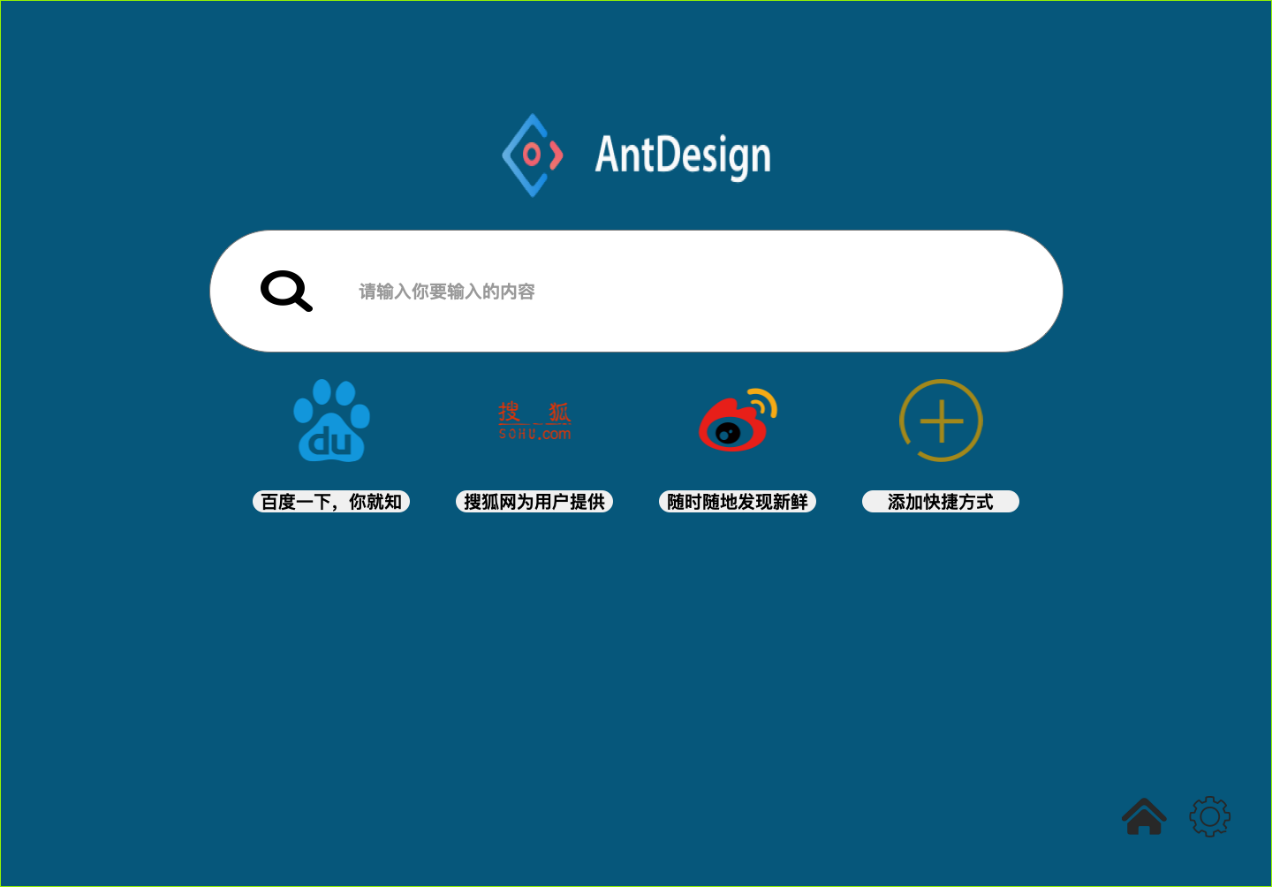 AntDesign
请输入你要输入的内容
du
搜 狐
SOHU.com
百度一下，你就知
搜狐网为用户提供
随时随地发现新鲜
添加快捷方式